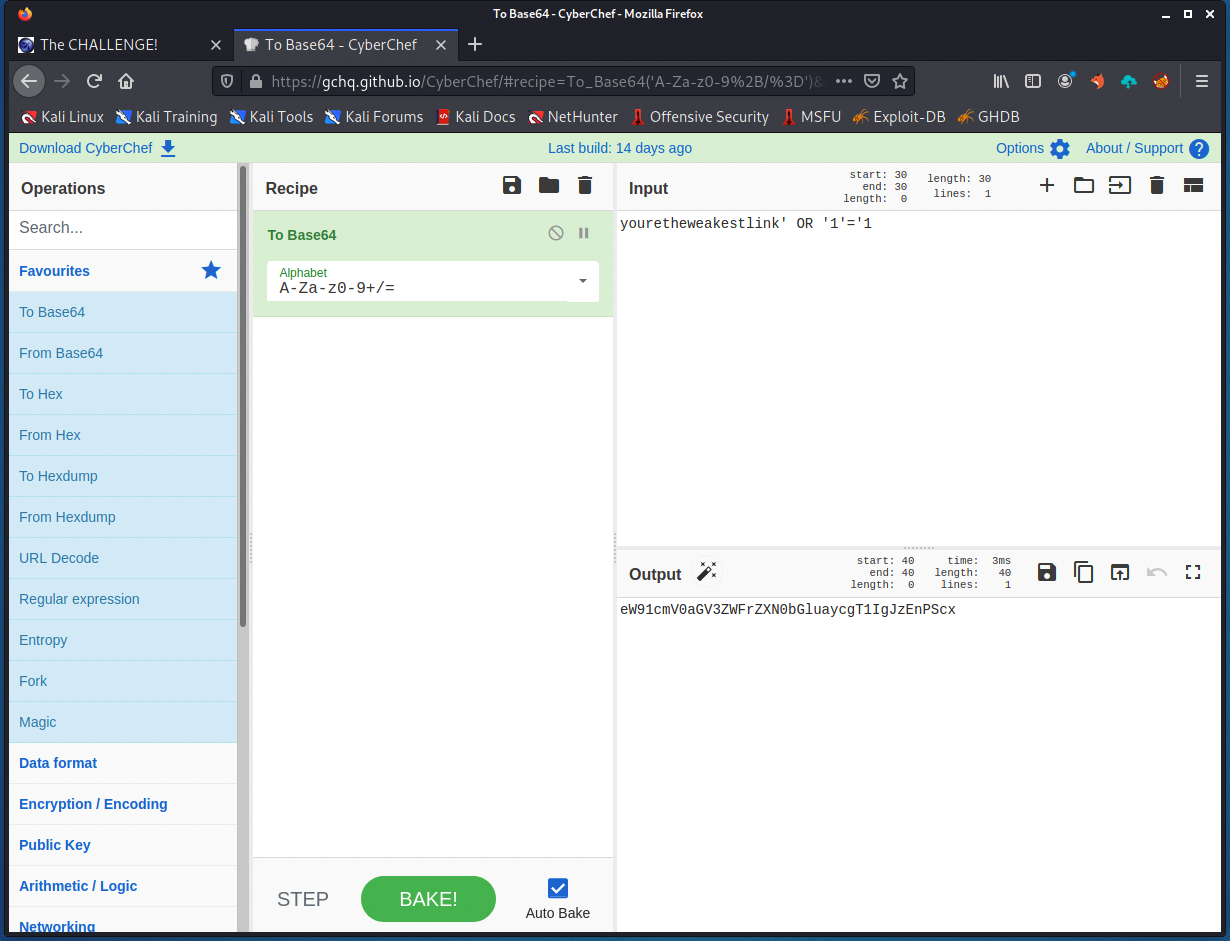 To Base64 - CyberChef - Mozilla Firefox
The CHALLENGE!
To Base64 - CyberChef
https://gchq.github.io/CyberChef/#recipe=To_Base64('A-Za-z0-9%2B/%3D')&
Kali Linux Kali Training Kali Tools Kali Forums Kali Docs NetHunter Offensive Security MSFU Exploit-DB GHDB
Download CyberChef
Last build: 14 days ago
Options
About / Support
Operations
Search...
Favourites
To Base64
From Base64
To Hex
From Hex
To Hexdump
From Hexdump
URL Decode
Regular expression
Entropy
Fork
Magic
Data format
Encryption / Encoding
Public Key
Arithmetic / Logic
Networking
Recipe
To Base64
Alphabet
A-Za-z0-9+/=
STEP
BAKE!
Auto Bake
Input
start: 30
end: 30
length: 0
length: 30
lines: 1
youretheweakestlink' OR '1'='1
Output
start: 40
end: 40
length: 0
time: 3ms
length: 40
lines: 1
eW91cmV0aGV3ZWFrZXN0bGluaycgT1IgJzEnPScx